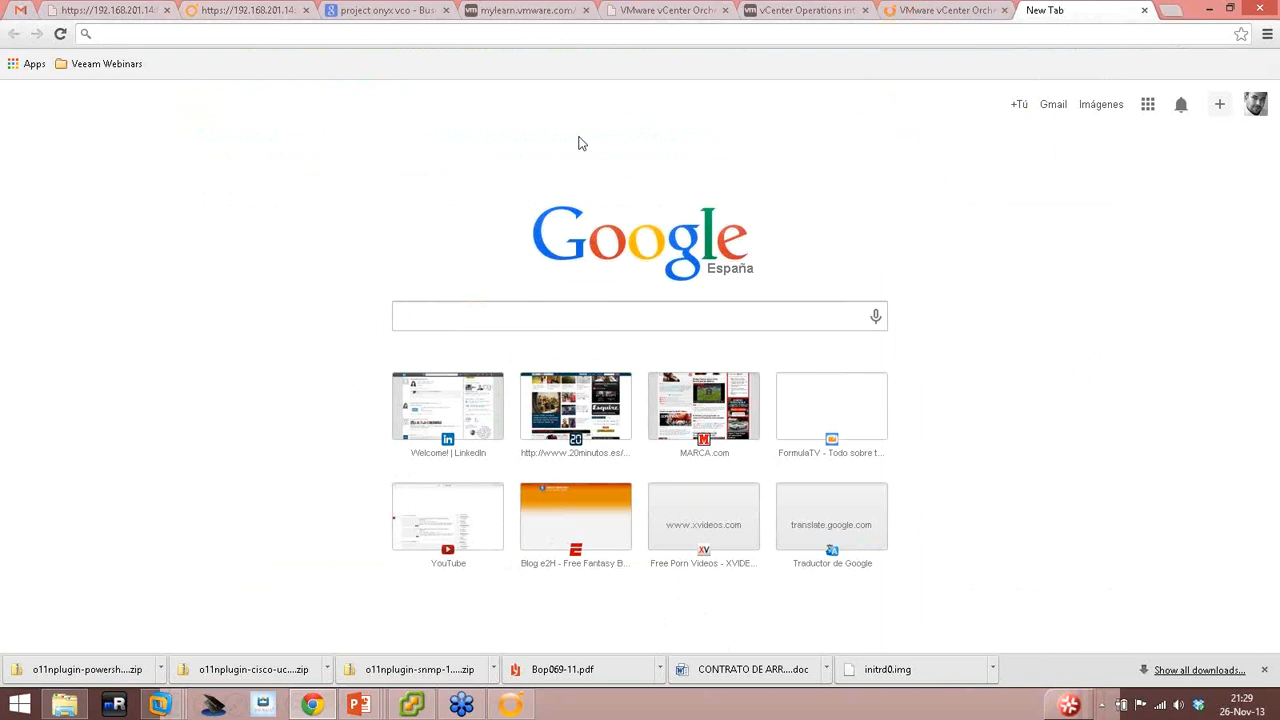 https://192.168.201.14:
https://192.168.201.14:
project onyx vco - Busc
mylearn.vmware.com/
VMware vCenter Orche
vCenter Operations int
VMware vCenter Orche
New Tab
Apps
Veeam Webinars
+Tú
Gmail
Imágenes
Google
España
Welcome! | LinkedIn
http://www.20minutos.es/...
MARCA.com
FormulaTV - Todo sobre t...
www.xvideos.com
translate.google.com
YouTube
Blog e2H - Free Fantasy B...
Free Porn Videos - XVIDE...
Traductor de Google
o11nplugin-powersh....zip
o11nplugin-cisco-uc....zip
o11nplugin-snmp-1....zip
Bop069-11.pdf
CONTRATO DE ARR....doc
initrd0.img
Show all downloads...
21:29
26-Nov-13